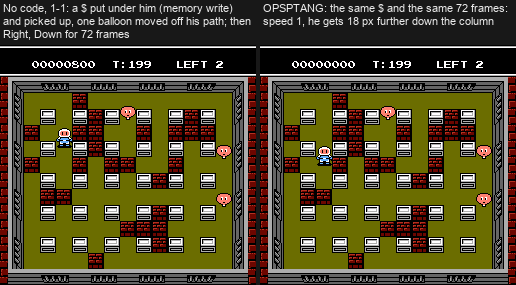 No code, 1-1: a $ put under him (memory write)
and picked up, one balloon moved off his path; then
Right, Down for 72 frames
OPSPTANG: the same $ and the same 72 frames:
speed 1, he gets 18 px further down the column
00000800 T:199 LEFT 2
00000000 T:199 LEFT 2